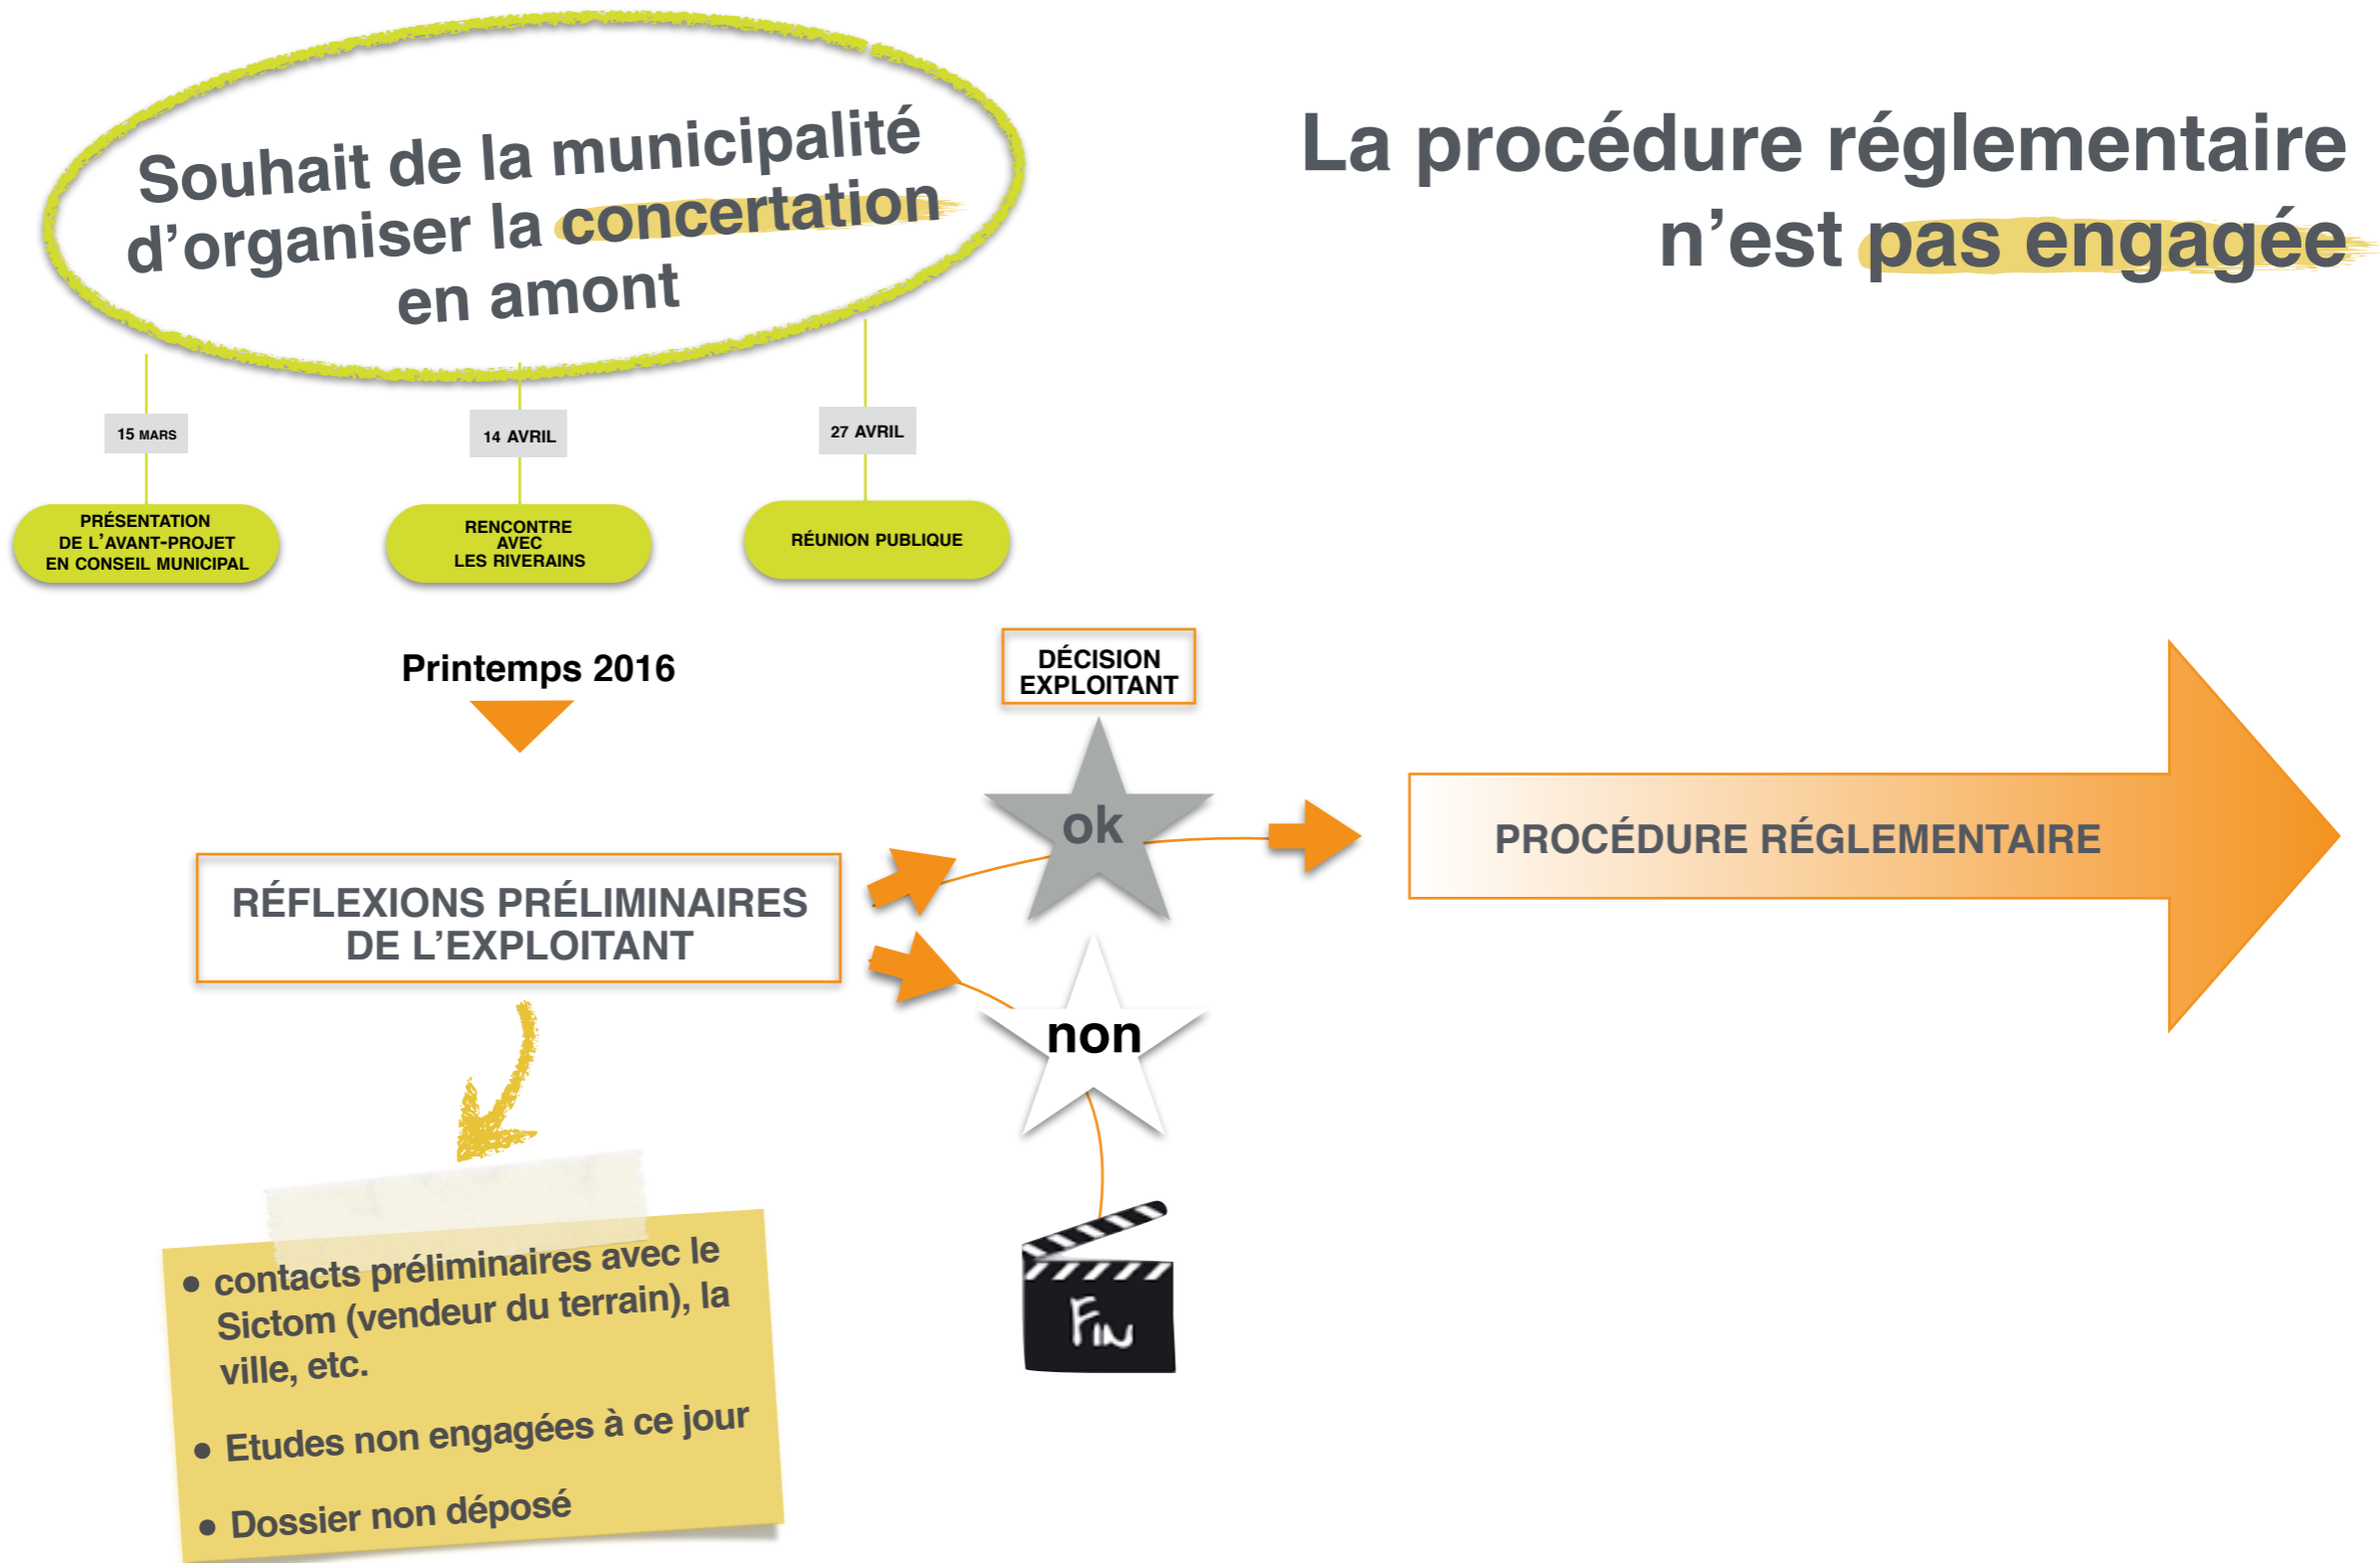 Souhait de la municipalité
d'organiser la concertation
en amont
La procédure réglementaire
n'est pas engagée
15 MARS
14 AVRIL
27 AVRIL
PRÉSENTATION
DE L'AVANT-PROJET
EN CONSEIL MUNICIPAL
RENCONTRE
AVEC
LES RIVERAINS
RÉUNION PUBLIQUE
Printemps 2016
DÉCISION
EXPLOITANT
ok
PROCÉDURE RÉGLEMENTAIRE
RÉFLEXIONS PRÉLIMINAIRES
DE L'EXPLOITANT
non
FIN
• contacts préliminaires avec le
Sictom (vendeur du terrain), la
ville, etc.
• Etudes non engagées à ce jour
• Dossier non déposé